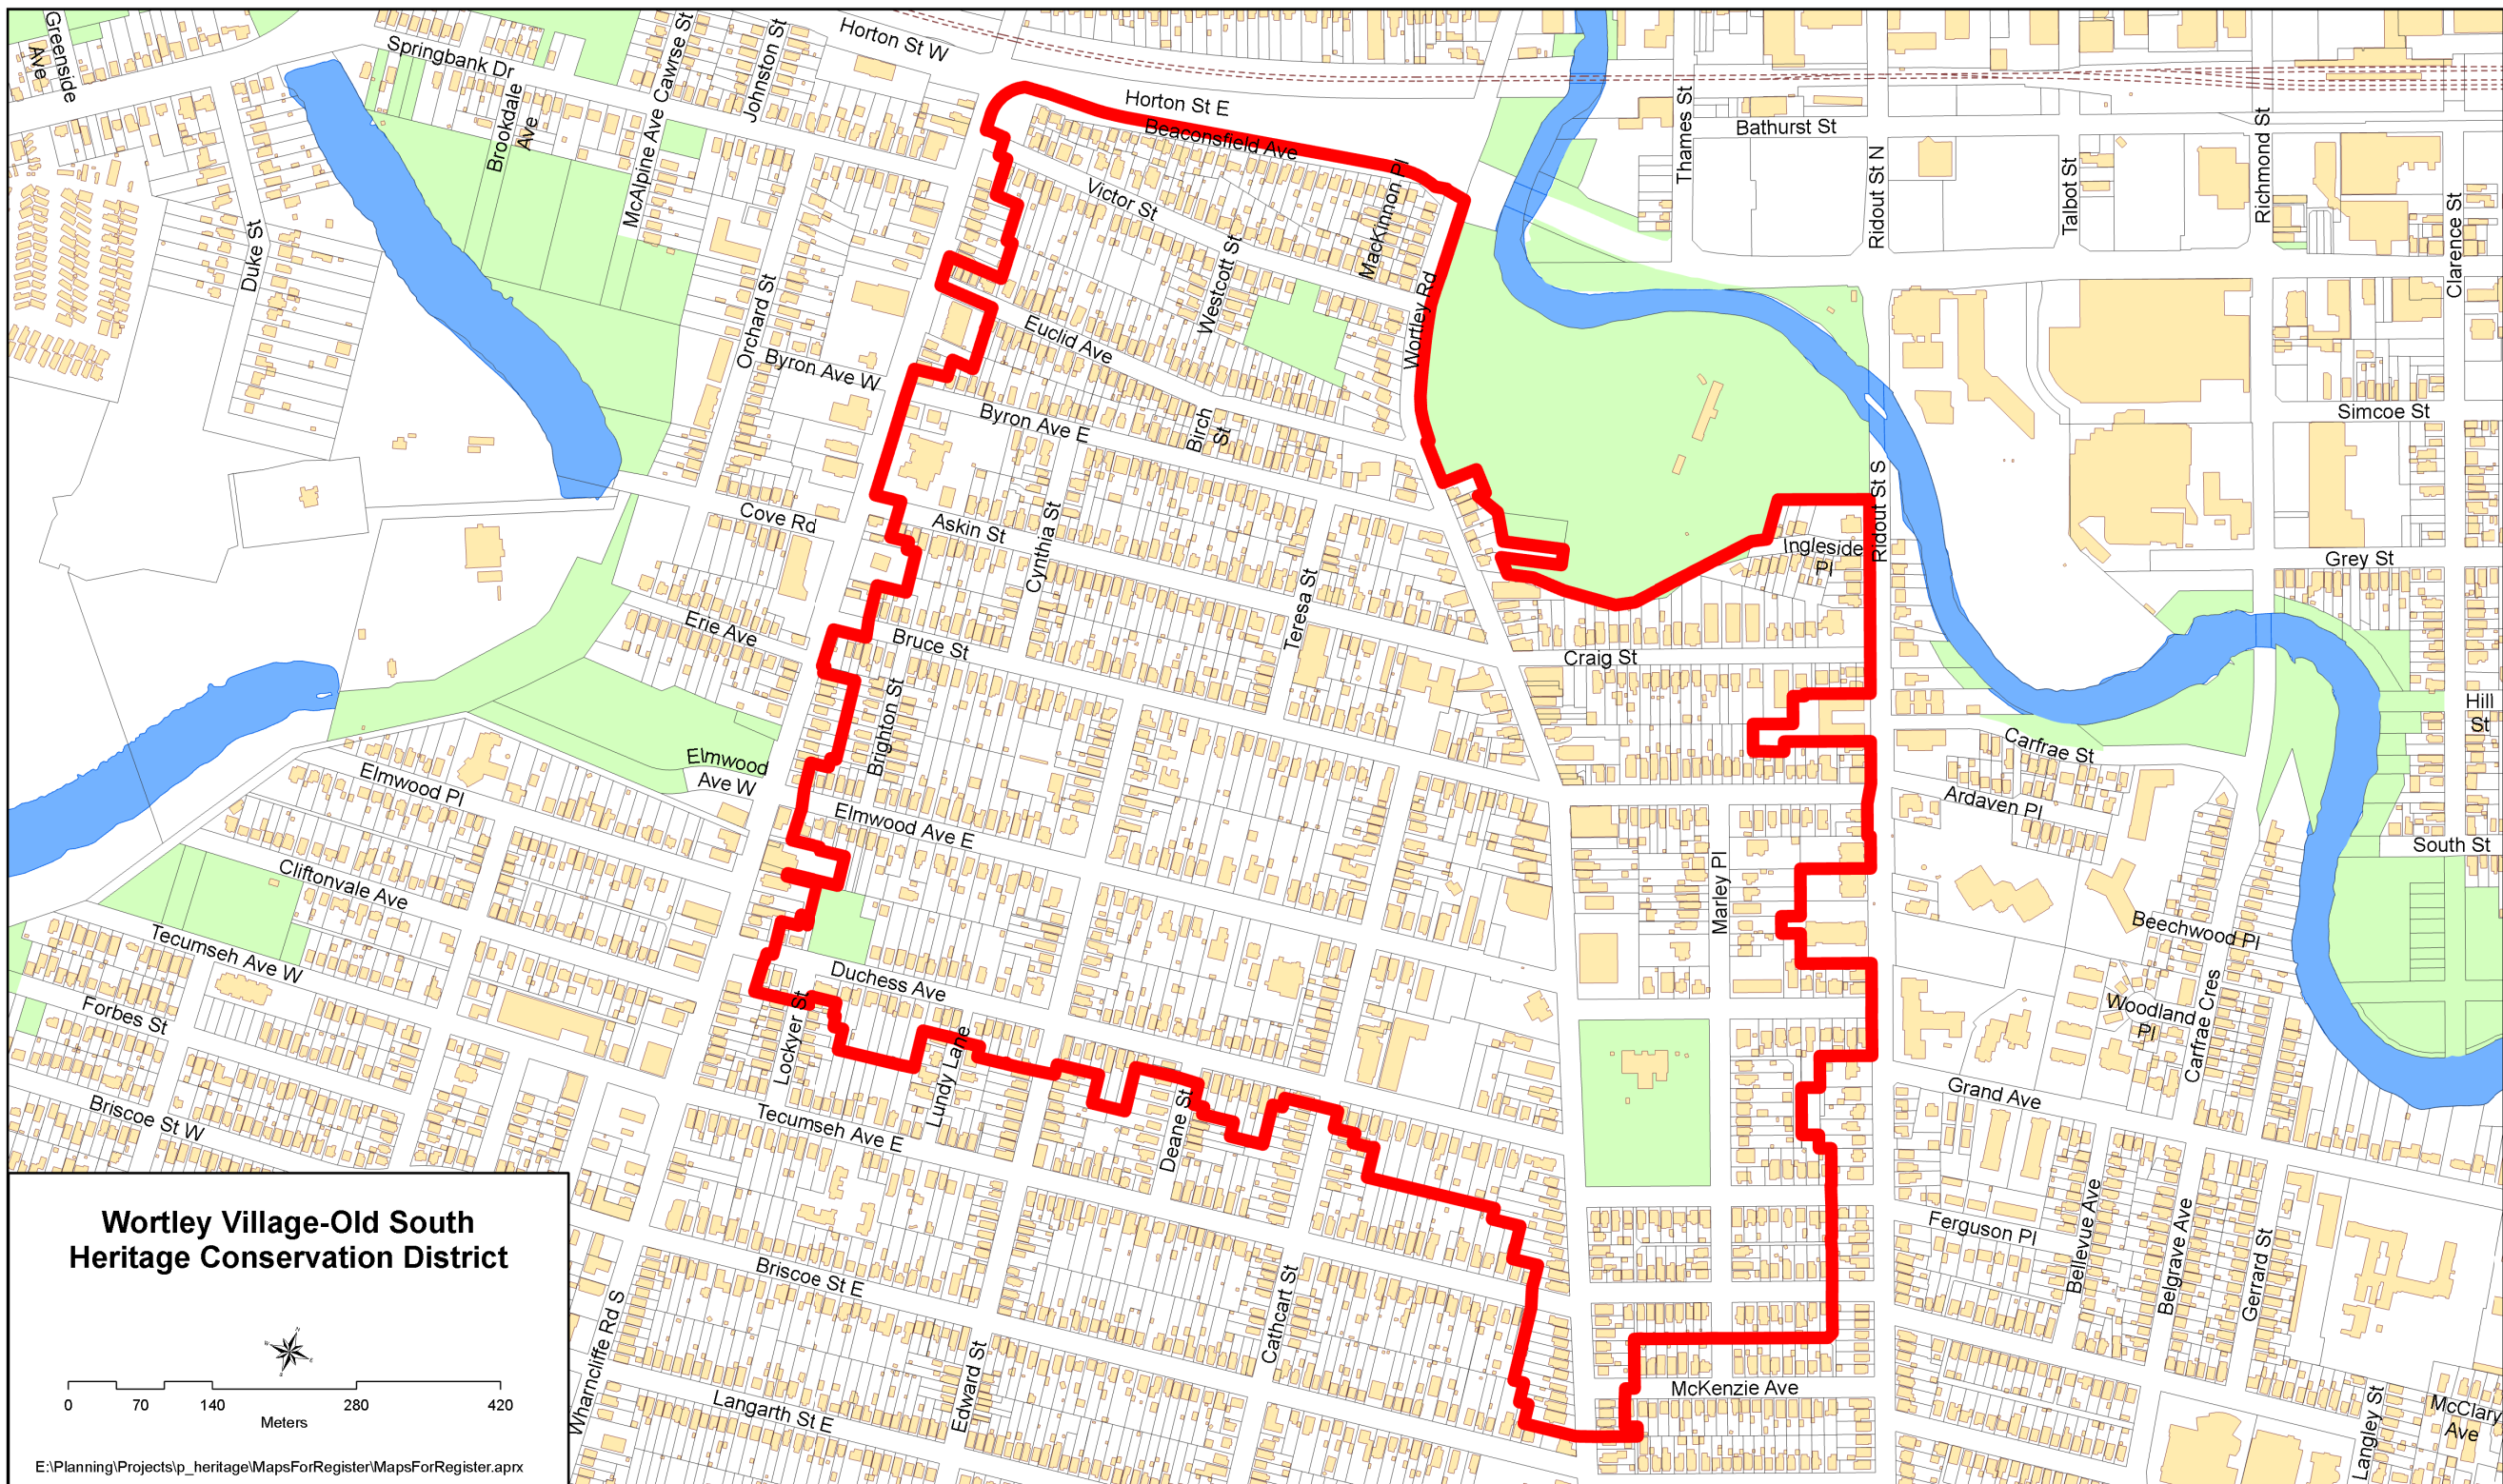 Greenside
Ave
Springbank Dr
Brookdale
Ave
McAlpine Ave
Cawrse St
Johnston St
Horton St W
Horton St E
Beaconsfield Ave
Victor St
MacKinnon Pl
Westcott St
Wortley Rd
Thames St
Bathurst St
Ridout St N
Talbot St
Richmond St
Clarence St
Duke St
Orchard St
Byron Ave W
Euclid Ave
Byron Ave E
Birch
St
Simcoe St
Cove Rd
Askin St
Cynthia St
Teresa St
Ingleside
Pl
Ridout St S
Grey St
Erie Ave
Bruce St
Craig St
Brighton St
Hill
St
Elmwood
Ave W
Elmwood Pl
Elmwood Ave E
Carfrae St
Ardaven Pl
Marley Pl
South St
Cliftonvale Ave
Tecumseh Ave W
Forbes St
Briscoe St W
Duchess Ave
Lockyer St
Lundy Lane
Beechwood Pl
Woodland
Pl
Carfrae Cres
Grand Ave
Tecumseh Ave E
Deane St
Bellevue Ave
Belgrave Ave
Gerrard St
Ferguson Pl
Briscoe St E
Cathcart St
Wharncliffe Rd S
Edward St
Langarth St E
McKenzie Ave
Langley St
McClary
Ave
Wortley Village-Old South
Heritage Conservation District
0 70 140 280 420
Meters
E:\Planning\Projects\p_heritage\MapsForRegister\MapsForRegister.aprx